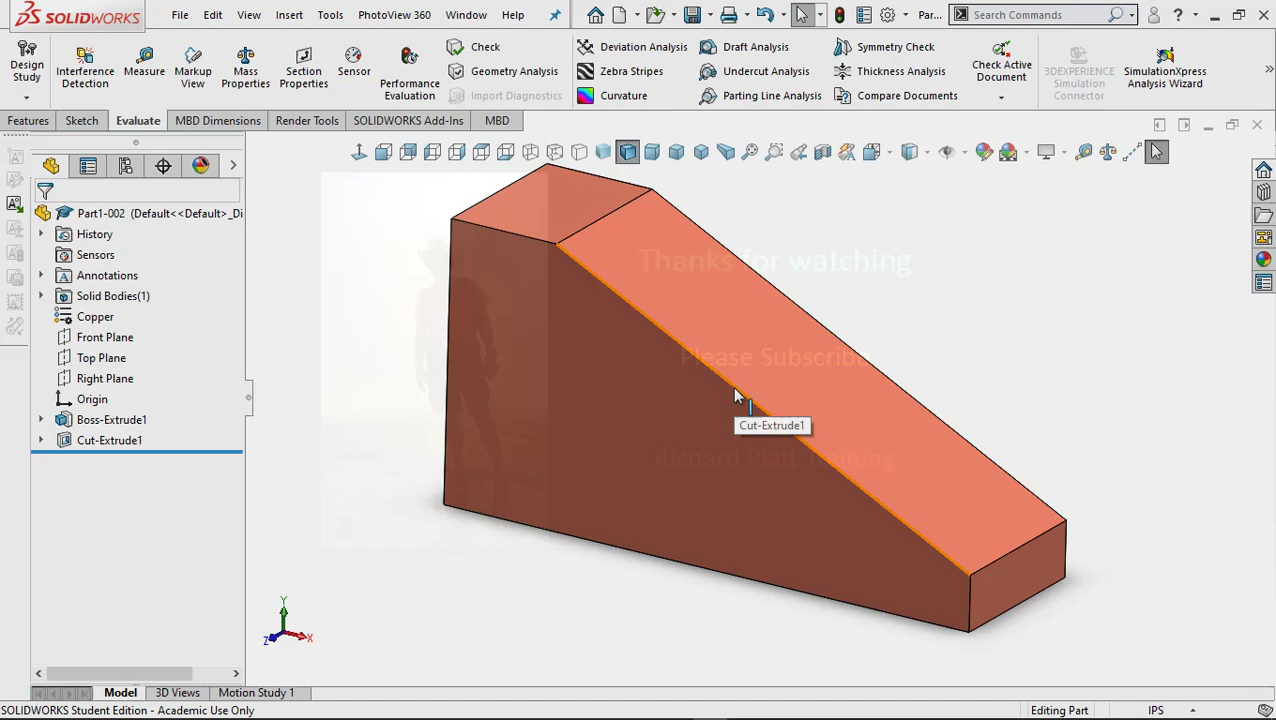 SOLIDWORKS
File Edit View Insert Tools PhotoView 360 Window Help
Par...
Search Commands
Design Study
Interference Detection
Measure
Markup View
Mass Properties
Section Properties
Sensor
Performance Evaluation
Check
Geometry Analysis
Import Diagnostics
Deviation Analysis
Zebra Stripes
Curvature
Draft Analysis
Undercut Analysis
Parting Line Analysis
Symmetry Check
Thickness Analysis
Compare Documents
Check Active Document
3DEXPERIENCE Simulation Connector
SimulationXpress Analysis Wizard
Features Sketch Evaluate MBD Dimensions Render Tools SOLIDWORKS Add-Ins MBD
Part1-002 (Default<<Default>_Di
History
Sensors
Annotations
Solid Bodies(1)
Copper
Front Plane
Top Plane
Right Plane
Origin
Boss-Extrude1
Cut-Extrude1
Thanks for watching
Please Subscribe
Cut-Extrude1
Richard Platt Training
Y
Z
X
Model 3D Views Motion Study 1
SOLIDWORKS Student Edition - Academic Use Only
Editing Part
IPS